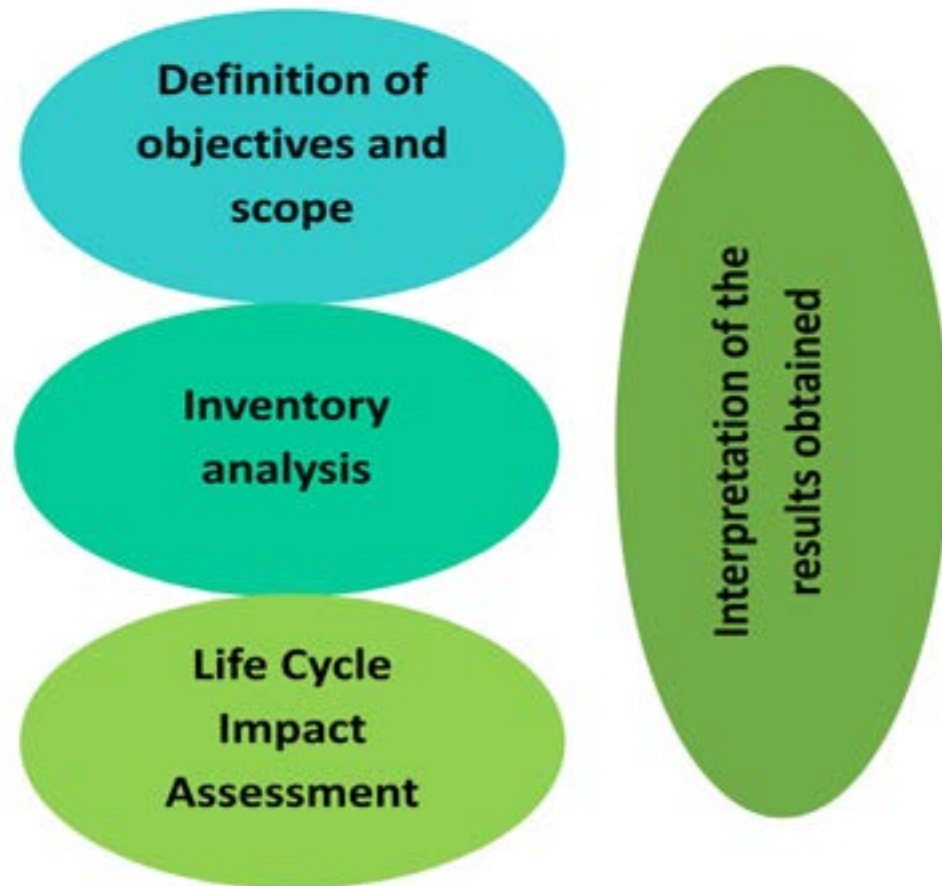 Definition of
objectives and
scope
Inventory
analysis
Life Cycle
Impact
Assessment
Interpretation of the
results obtained